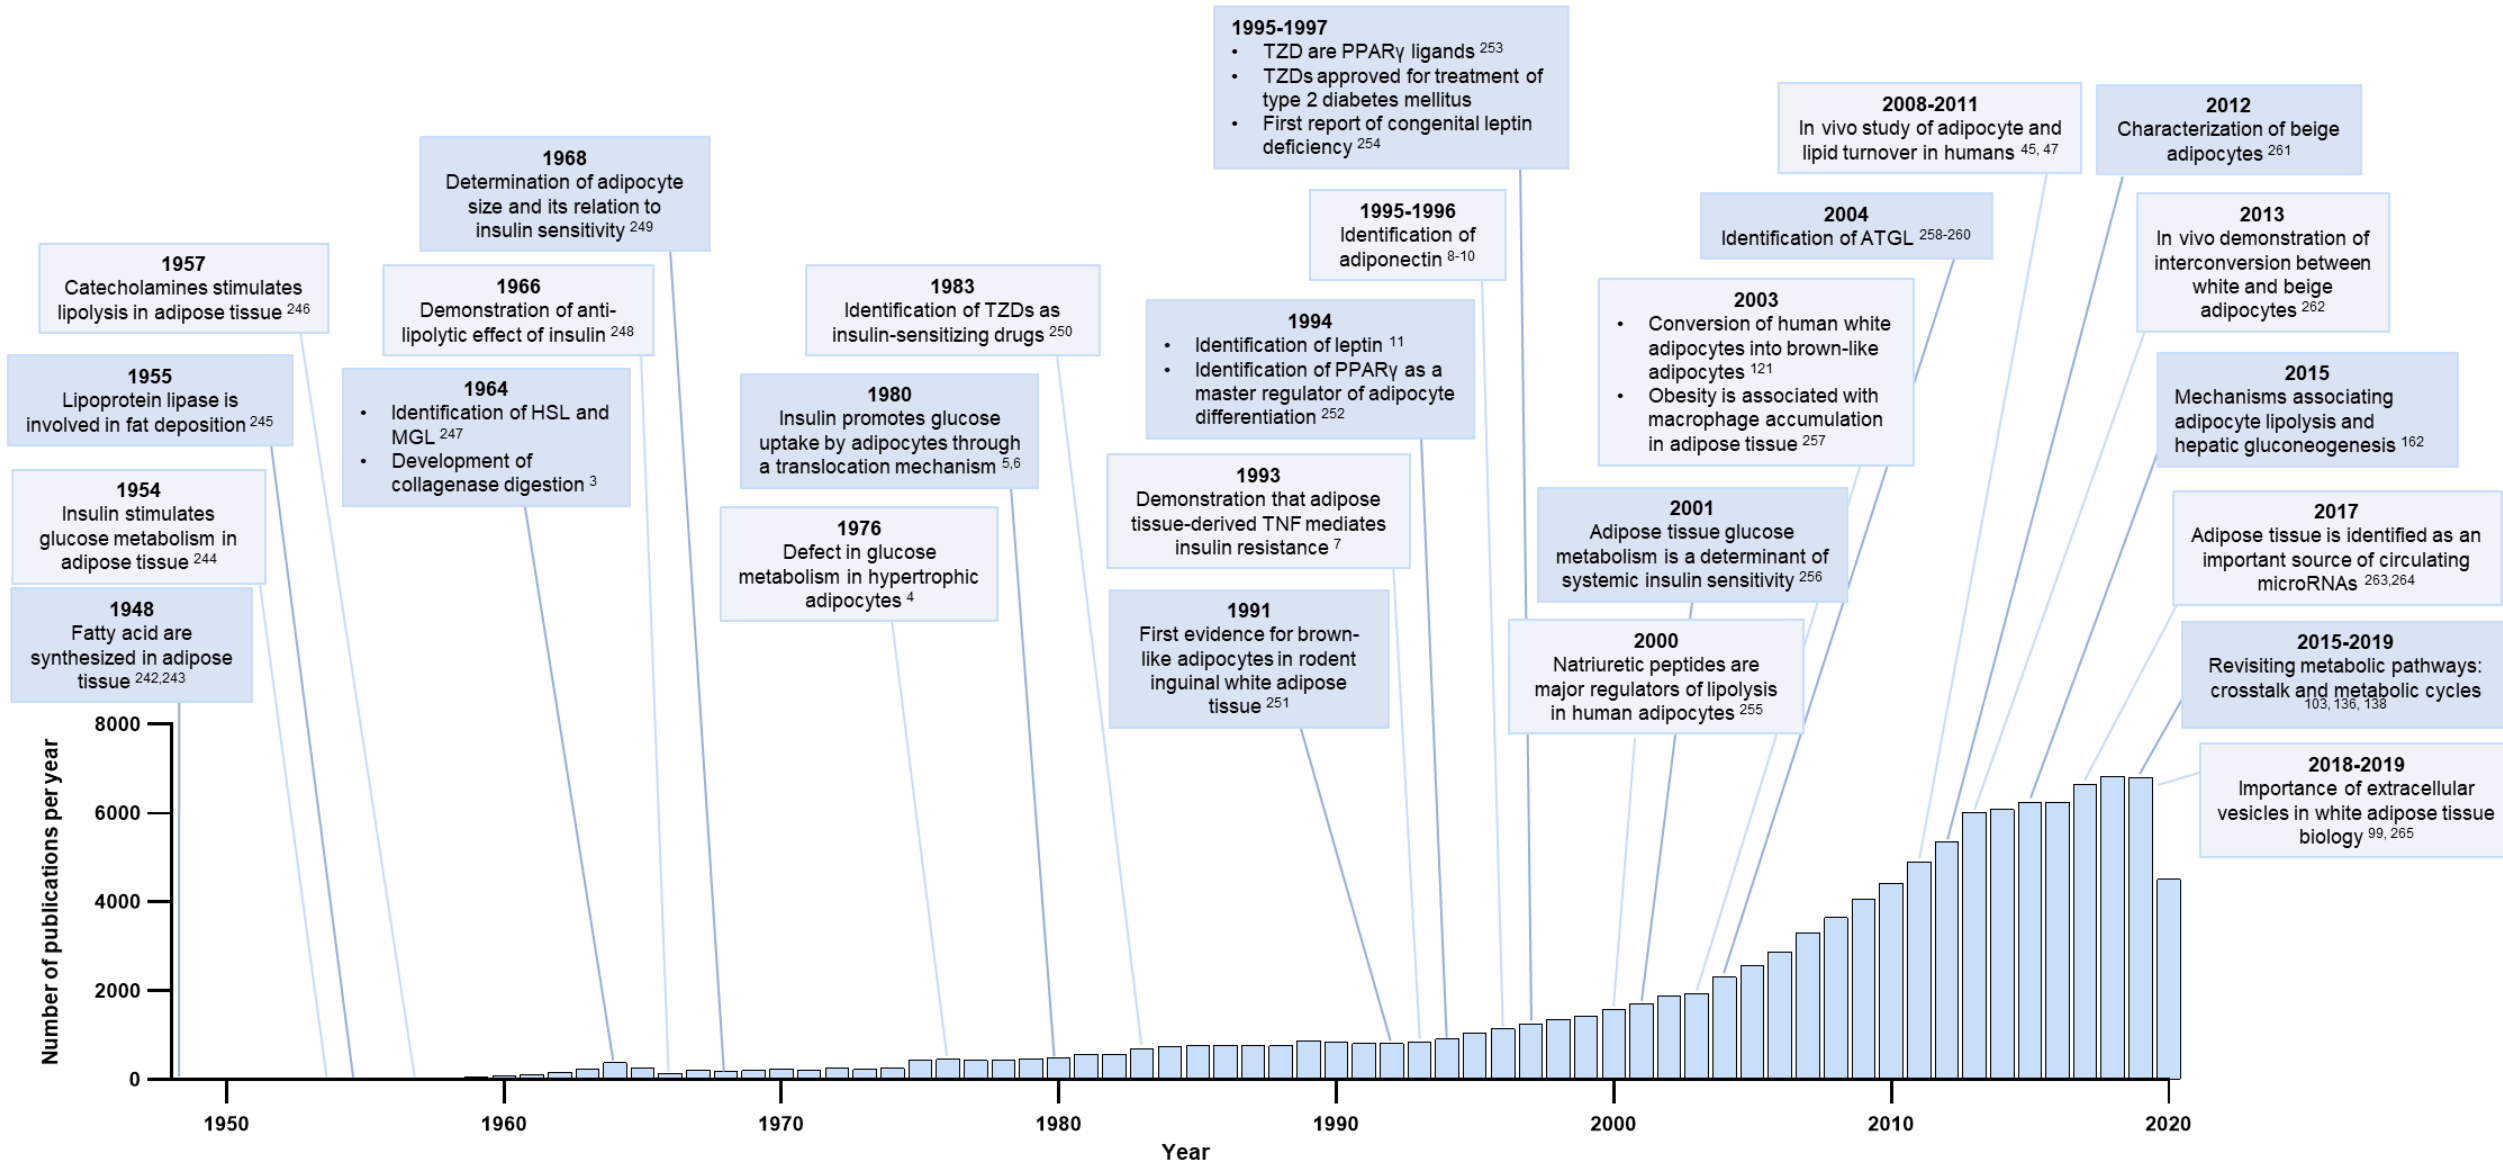 1948
Fatty acid are
synthesized in adipose
tissue 242,243
1954
Insulin stimulates
glucose metabolism in
adipose tissue 244
1955
Lipoprotein lipase is
involved in fat deposition 245
1957
Catecholamines stimulates
lipolysis in adipose tissue 246
1964
• Identification of HSL and
MGL 247
• Development of
collagenase digestion 3
1966
Demonstration of anti-
lipolytic effect of insulin 248
1968
Determination of adipocyte
size and its relation to
insulin sensitivity 249
1976
Defect in glucose
metabolism in hypertrophic
adipocytes 4
1980
Insulin promotes glucose
uptake by adipocytes through
a translocation mechanism 5,6
1983
Identification of TZDs as
insulin-sensitizing drugs 250
1991
First evidence for brown-
like adipocytes in rodent
inguinal white adipose
tissue 251
1993
Demonstration that adipose
tissue-derived TNF mediates
insulin resistance 7
1994
• Identification of leptin 11
• Identification of PPARγ as a
master regulator of adipocyte
differentiation 252
1995-1996
Identification of
adiponectin 8-10
1995-1997
• TZD are PPARγ ligands 253
• TZDs approved for treatment of
type 2 diabetes mellitus
• First report of congenital leptin
deficiency 254
2000
Natriuretic peptides are
major regulators of lipolysis
in human adipocytes 255
2001
Adipose tissue glucose
metabolism is a determinant of
systemic insulin sensitivity 256
2003
• Conversion of human white
adipocytes into brown-like
adipocytes 121
• Obesity is associated with
macrophage accumulation
in adipose tissue 257
2004
Identification of ATGL 258-260
2008-2011
In vivo study of adipocyte and
lipid turnover in humans 45, 47
2012
Characterization of beige
adipocytes 261
2013
In vivo demonstration of
interconversion between
white and beige
adipocytes 262
2015
Mechanisms associating
adipocyte lipolysis and
hepatic gluconeogenesis 162
2017
Adipose tissue is identified as an
important source of circulating
microRNAs 263,264
2015-2019
Revisiting metabolic pathways:
crosstalk and metabolic cycles
103, 136, 138
2018-2019
Importance of extracellular
vesicles in white adipose tissue
biology 99, 265
Number of publications per year
8000
6000
4000
2000
0
1950 1960 1970 1980 1990 2000 2010 2020
Year